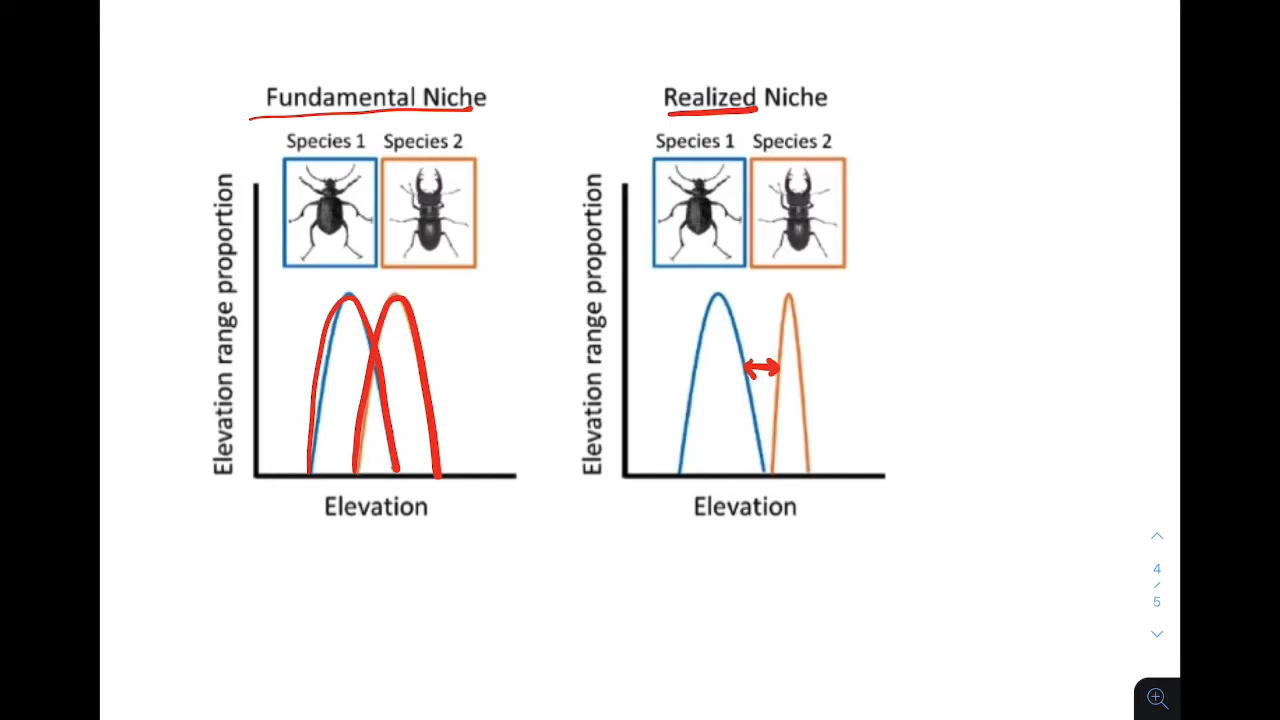 Fundamental Niche
Species 1 Species 2
Elevation range proportion
Elevation
Realized Niche
Species 1 Species 2
Elevation range proportion
Elevation
4
/
5